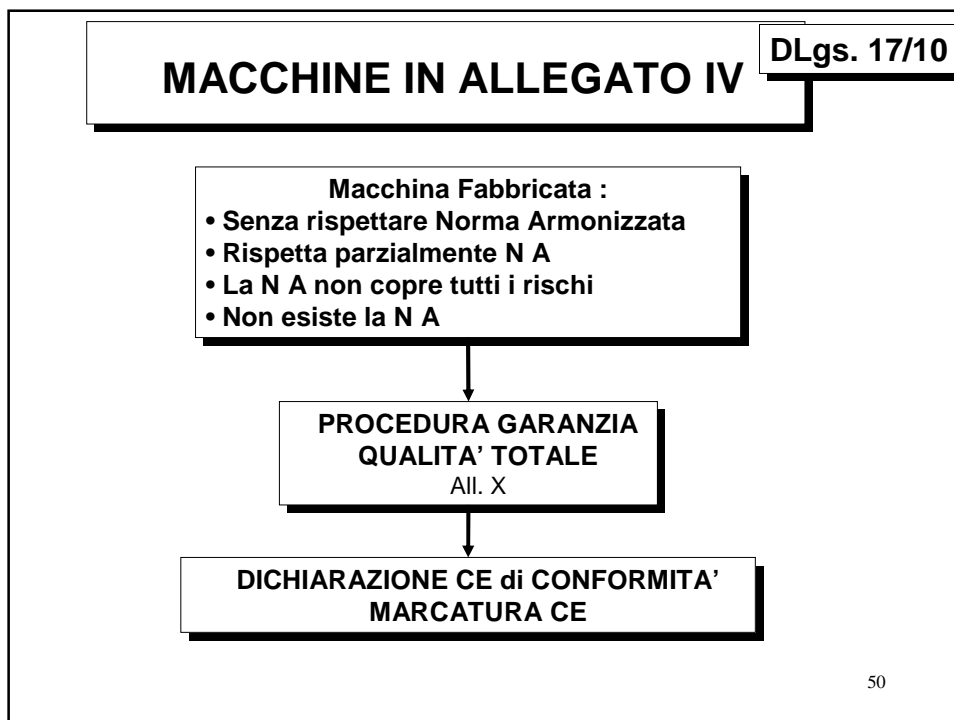 DLgs. 17/10
MACCHINE IN ALLEGATO IV
Macchina Fabbricata :
• Senza rispettare Norma Armonizzata
• Rispetta parzialmente N A
• La N A non copre tutti i rischi
• Non esiste la N A
PROCEDURA GARANZIA
QUALITA’ TOTALE
All. X
DICHIARAZIONE CE di CONFORMITA’
MARCATURA CE
50